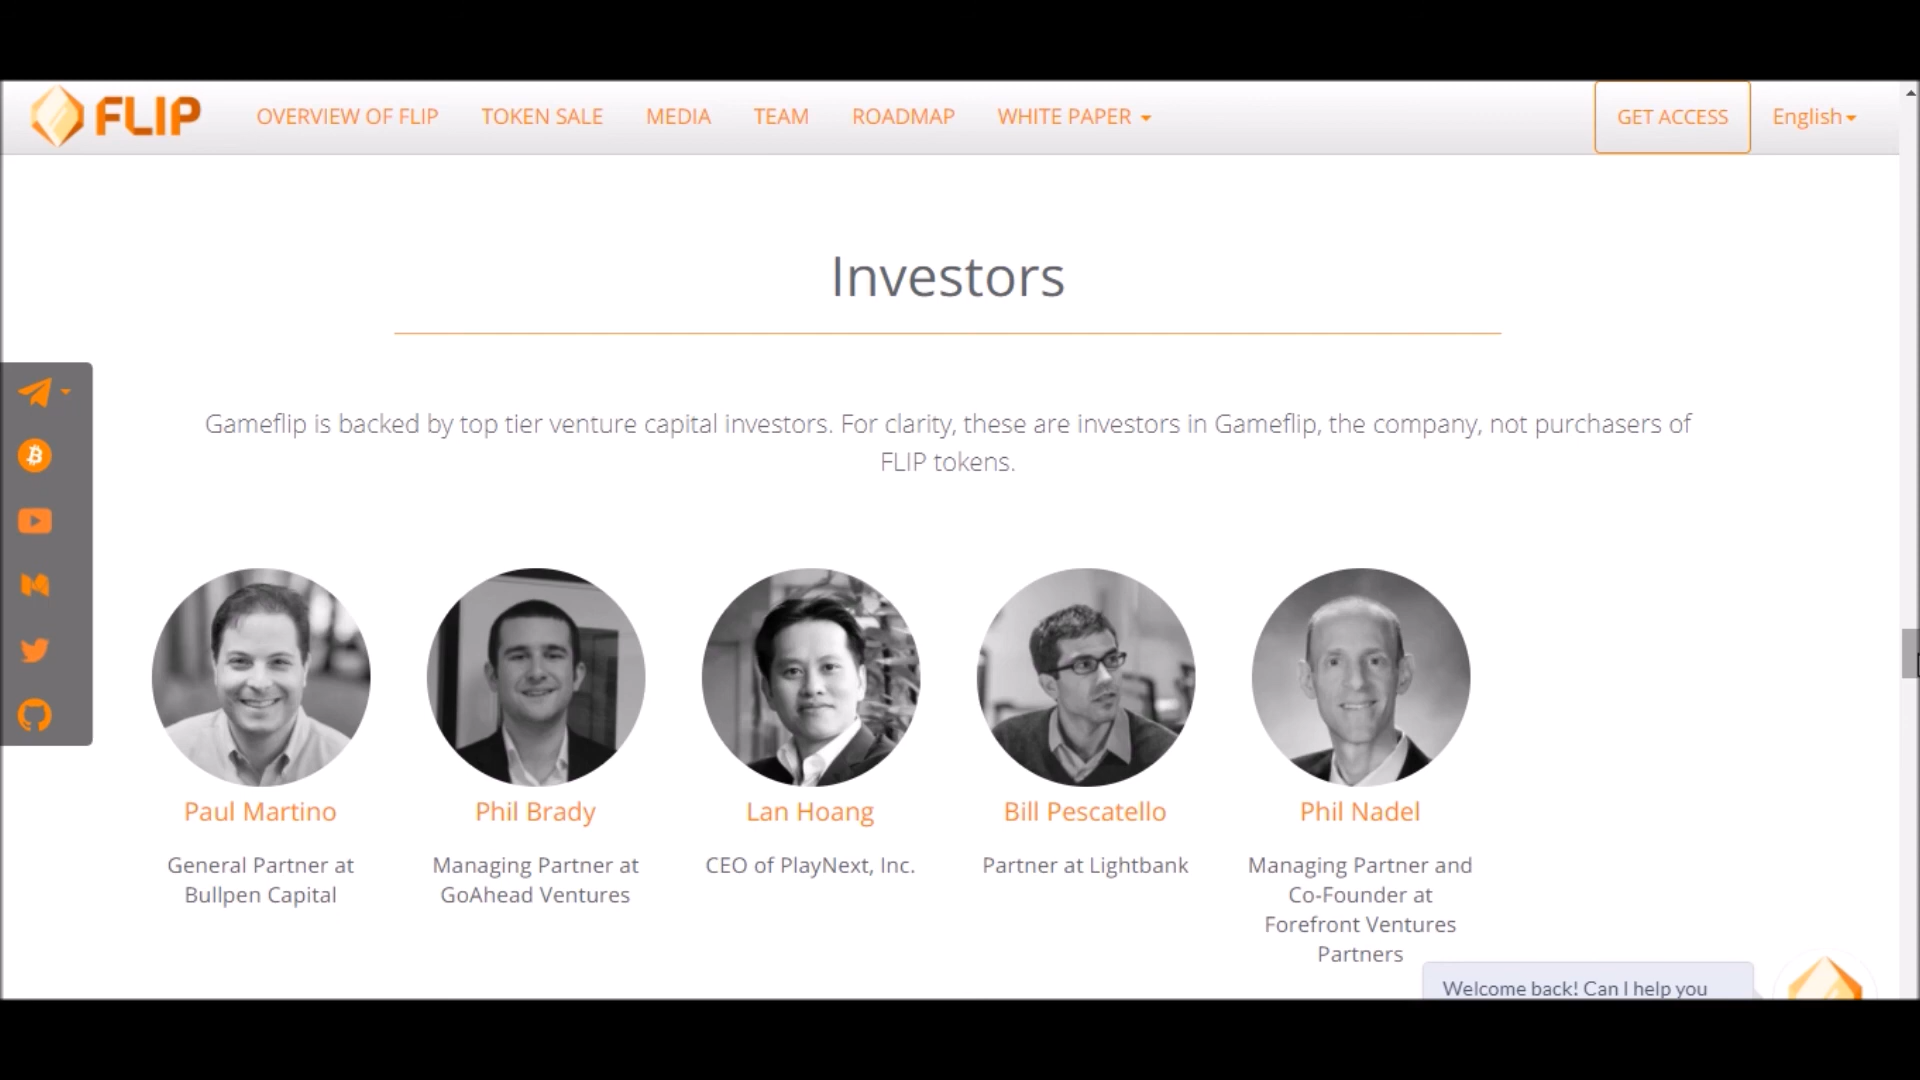 FLIP OVERVIEW OF FLIP TOKEN SALE MEDIA TEAM ROADMAP WHITE PAPER GET ACCESS English
Investors
Gameflip is backed by top tier venture capital investors. For clarity, these are investors in Gameflip, the company, not purchasers of
FLIP tokens.
Paul Martino
General Partner at
Bullpen Capital
Phil Brady
Managing Partner at
GoAhead Ventures
Lan Hoang
CEO of PlayNext, Inc.
Bill Pescatello
Partner at Lightbank
Phil Nadel
Managing Partner and
Co-Founder at
Forefront Ventures
Partners
Welcome back! Can I help you